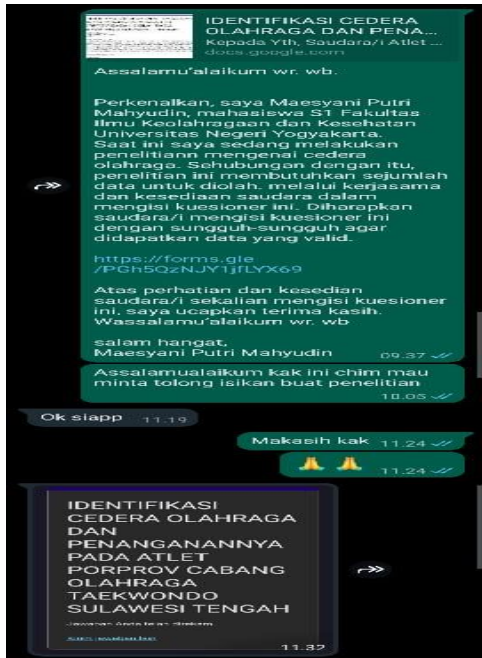 IDENTIFIKASI CEDERA
OLAHRAGA DAN PENA...
Kepada Yth, Saudara/i Atlet ...
docs.google.com
Assalamu'alaikum wr. wb.
Perkenalkan, saya Maesyani Putri
Mahyudin, mahasiswa S1 Fakultas
Ilmu Keolahragaan dan Kesehatan
Universitas Negeri Yogyakarta.
Saat ini saya sedang melakukan
penelitiann mengenai cedera
olahraga. Sehubungan dengan itu,
penelitian ini membutuhkan sejumlah
data untuk diolah. melalui kerjasama
dan kesediaan saudara dalam
mengisi kuesioner ini. Diharapkan
saudara/i mengisi kuesioner ini
dengan sungguh-sungguh agar
didapatkan data yang valid.
https://forms.gle
/PGh5QzNJY1jfLYX69
Atas perhatian dan kesedian
saudara/i sekalian mengisi kuesioner
ini, saya ucapkan terima kasih.
Wassalamu'alaikum wr. wb
salam hangat,
Maesyani Putri Mahyudin 09.37
Assalamualaikum kak ini chim mau
minta tolong isikan buat penelitian
10.05
Ok siapp 11.19
Makasih kak 11.24
🙏 🙏 11.24
IDENTIFIKASI
CEDERA OLAHRAGA
DAN
PENANGANANNYA
PADA ATLET
PORPROV CABANG
OLAHRAGA
TAEKWONDO
SULAWESI TENGAH
Jawaban Anda telah direkam.
11.32